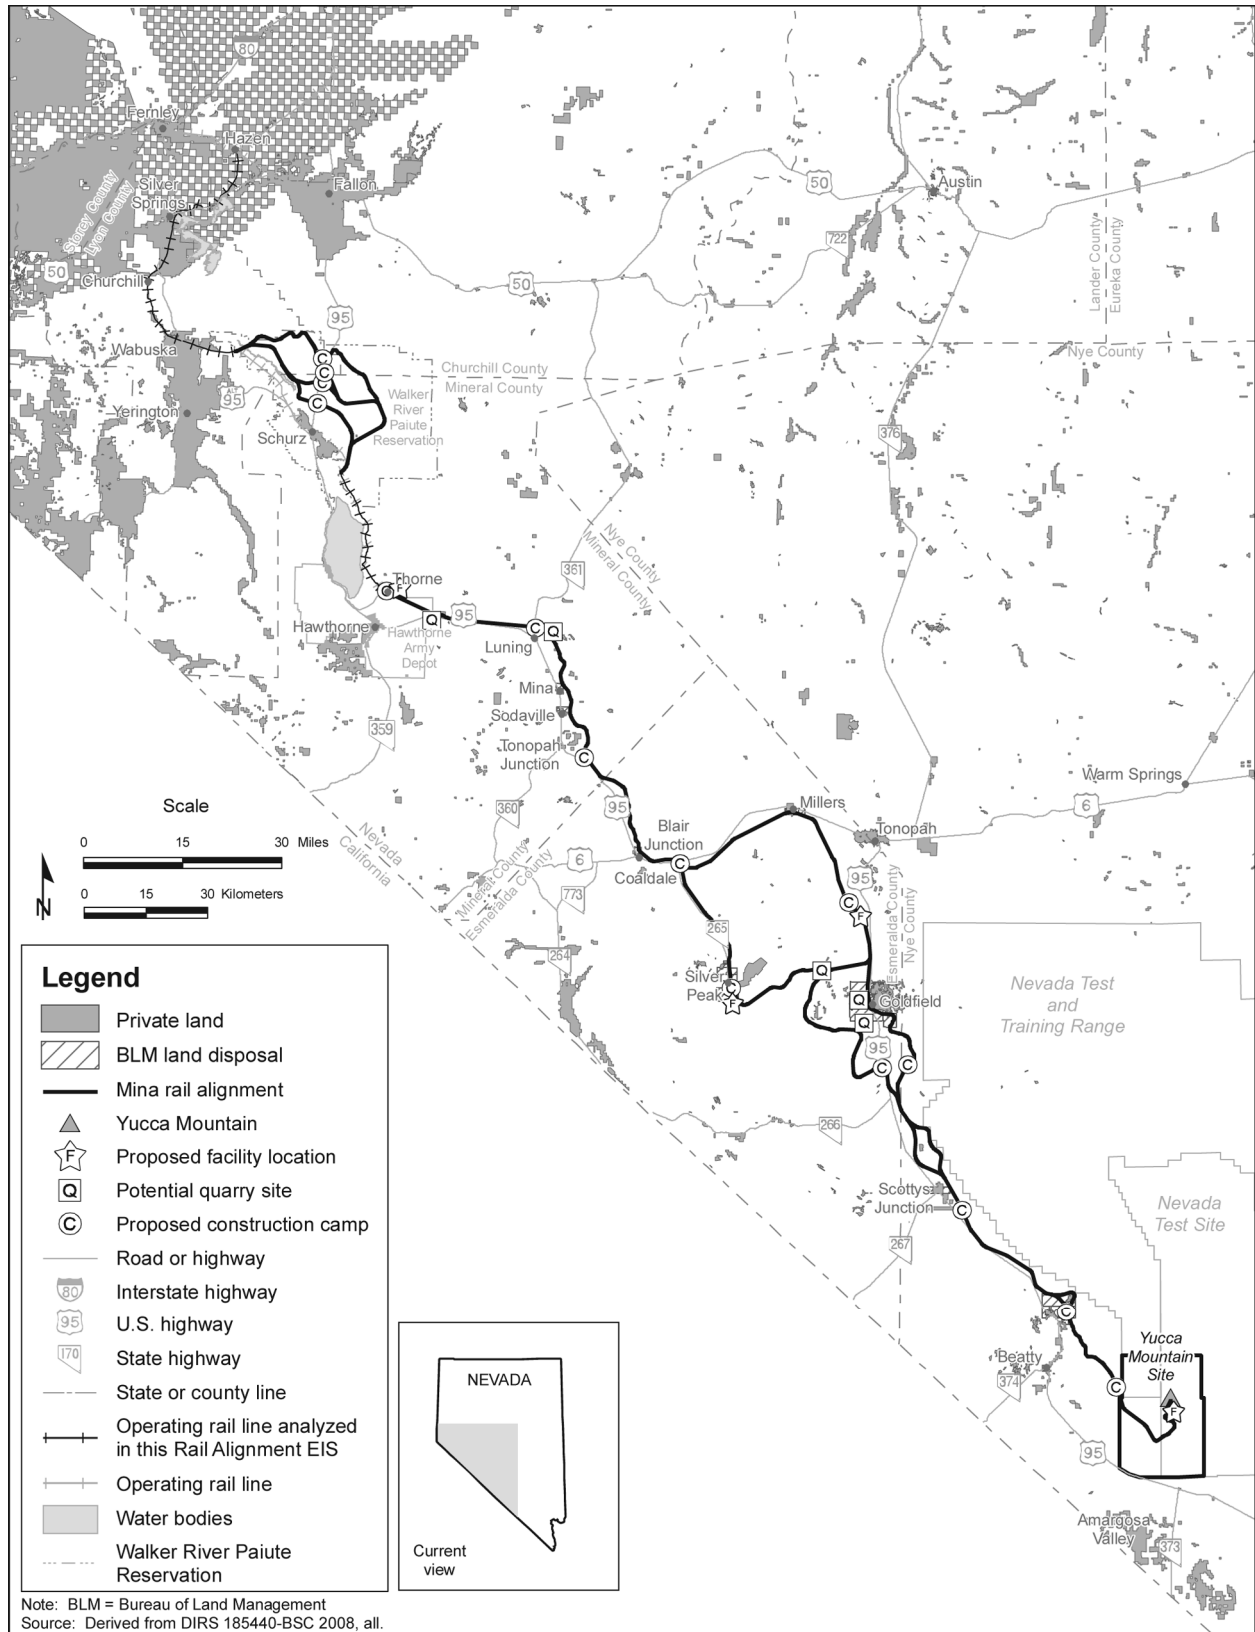 80
Fernley
Hazen
Silver
Springs
Fallon
Storey County
Lyon County
50
Churchill
50
Austin
722
50
Lander County
Eureka County
95
Wabuska
Churchill County
Mineral County
Nye County
C
C
C
C
ALT
95
Walker
River
Paiute
Reservation
Yerington
Schurz
376
Nye County
Mineral County
361
C
F
Thorne
Q
95
C
Q
Hawthorne
Hawthorne
Army
Depot
Luning
Mina
Sodaville
359
Tonopah
Junction
C
Warm Springs
6
Scale
0 15 30 Miles
0 15 30 Kilometers
N
Nevada
California
360
95
Millers
Tonopah
Blair
Junction
6
C
Coaldale
Mineral County
Esmeralda County
773
95
C
F
Esmeralda County
Nye County
265
264
Silver
Peak
C
F
Q
Q
Goldfield
Q
95
C
C
Nevada Test
and
Training Range
266
Scottys
Junction
C
267
Nevada
Test Site
C
Beatty
374
C
Yucca
Mountain
Site
F
95
Amargosa
Valley
373
Legend
Private land
BLM land disposal
Mina rail alignment
Yucca Mountain
F Proposed facility location
Q Potential quarry site
C Proposed construction camp
Road or highway
80 Interstate highway
95 U.S. highway
170 State highway
State or county line
Operating rail line analyzed
in this Rail Alignment EIS
Operating rail line
Water bodies
Walker River Paiute
Reservation
NEVADA
Current
view
Note: BLM = Bureau of Land Management
Source: Derived from DIRS 185440-BSC 2008, all.